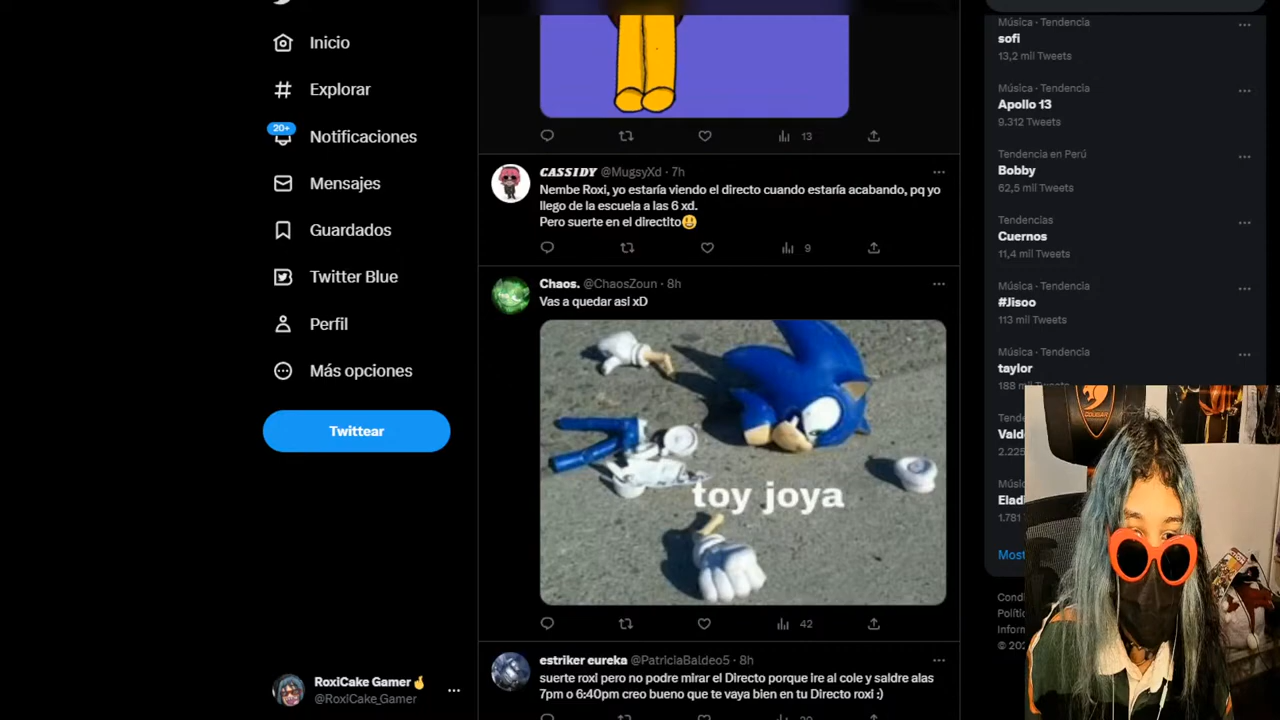 Inicio
Explorar
20+
Notificaciones
Mensajes
Guardados
Twitter Blue
Perfil
Más opciones
Twittear
RoxiCake Gamer🤞
@RoxiCake_Gamer
13
CASSIDY @MugsyXd · 7h
Nembe Roxi, yo estaría viendo el directo cuando estaría acabando, pq yo
llego de la escuela a las 6 xd.
Pero suerte en el directito😃
9
Chaos. @ChaosZoun · 8h
Vas a quedar asi xD
toy joya
42
estriker eureka @PatriciaBaldeo5 · 8h
suerte roxi pero no podre mirar el Directo porque ire al cole y saldre alas
7pm o 6:40pm creo bueno que te vaya bien en tu Directo roxi :)
Música · Tendencia
sofi
13,2 mil Tweets
Música · Tendencia
Apollo 13
9.312 Tweets
Tendencia en Perú
Bobby
62,5 mil Tweets
Tendencias
Cuernos
11,4 mil Tweets
Música · Tendencia
#Jisoo
113 mil Tweets
Música · Tendencia
taylor
188 mil Tweets
COUGAR